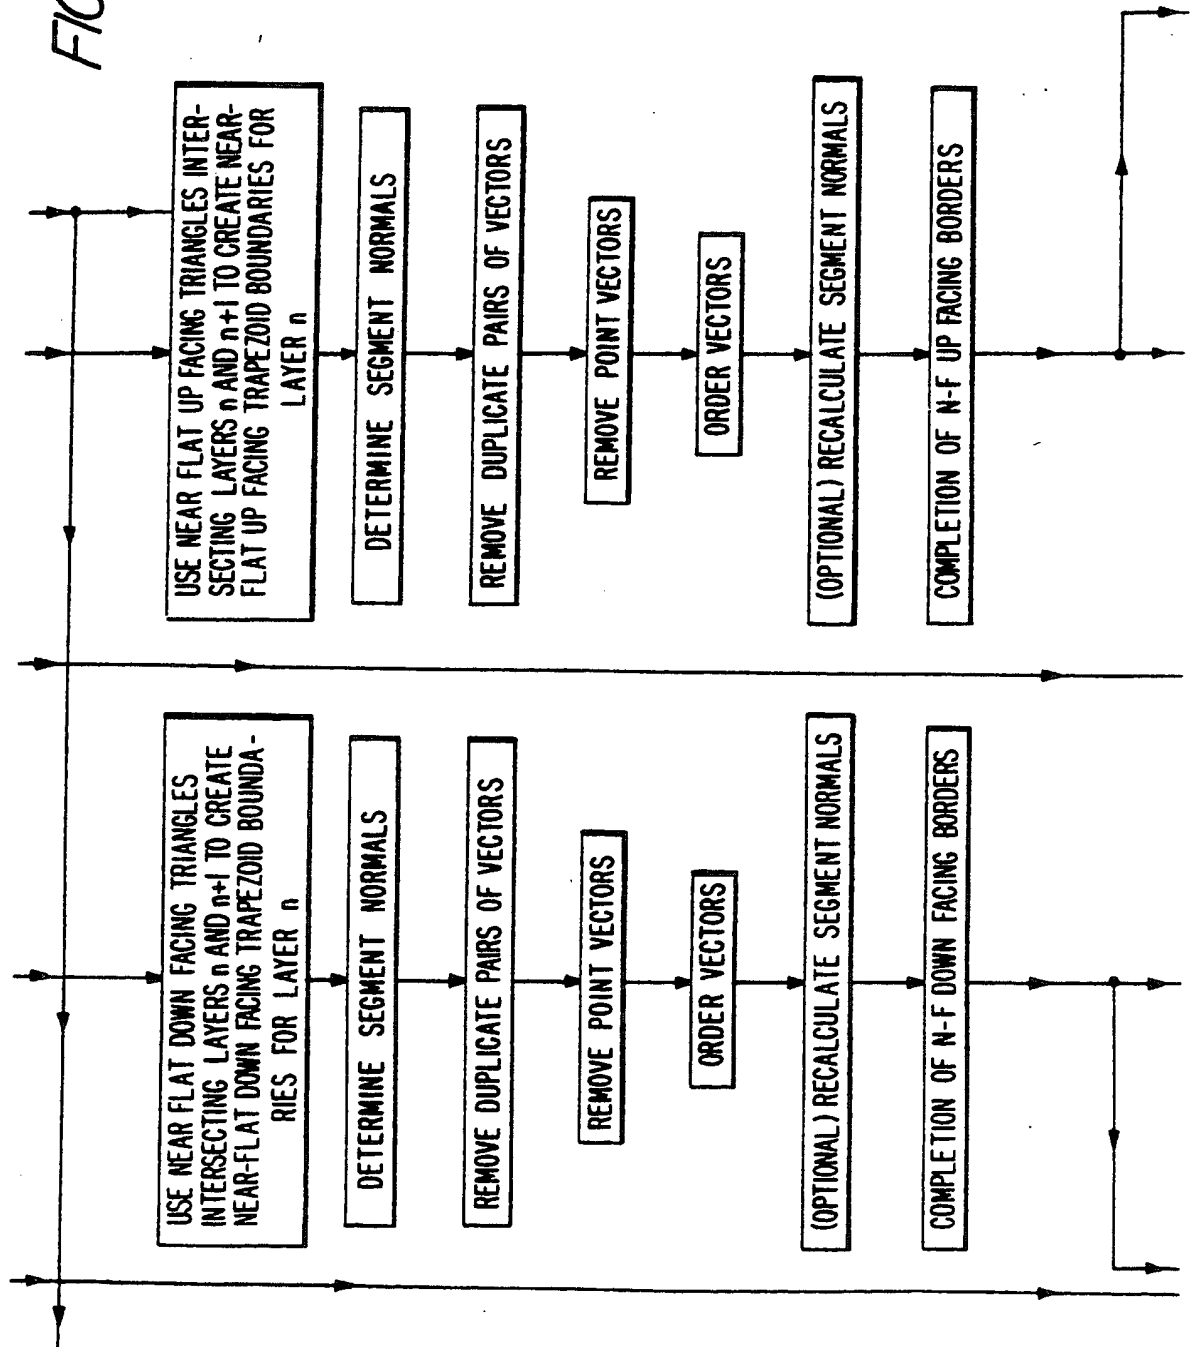 FIG
USE NEAR FLAT DOWN FACING TRIANGLES
INTERSECTING LAYERS n AND n+1 TO CREATE
NEAR-FLAT DOWN FACING TRAPEZOID BOUNDA-
RIES FOR LAYER n
DETERMINE SEGMENT NORMALS
REMOVE DUPLICATE PAIRS OF VECTORS
REMOVE POINT VECTORS
ORDER VECTORS
(OPTIONAL) RECALCULATE SEGMENT NORMALS
COMPLETION OF N-F DOWN FACING BORDERS
USE NEAR FLAT UP FACING TRIANGLES INTER-
SECTING LAYERS n AND n+1 TO CREATE NEAR-
FLAT UP FACING TRAPEZOID BOUNDARIES FOR
LAYER n
DETERMINE SEGMENT NORMALS
REMOVE DUPLICATE PAIRS OF VECTORS
REMOVE POINT VECTORS
ORDER VECTORS
(OPTIONAL) RECALCULATE SEGMENT NORMALS
COMPLETION OF N-F UP FACING BORDERS